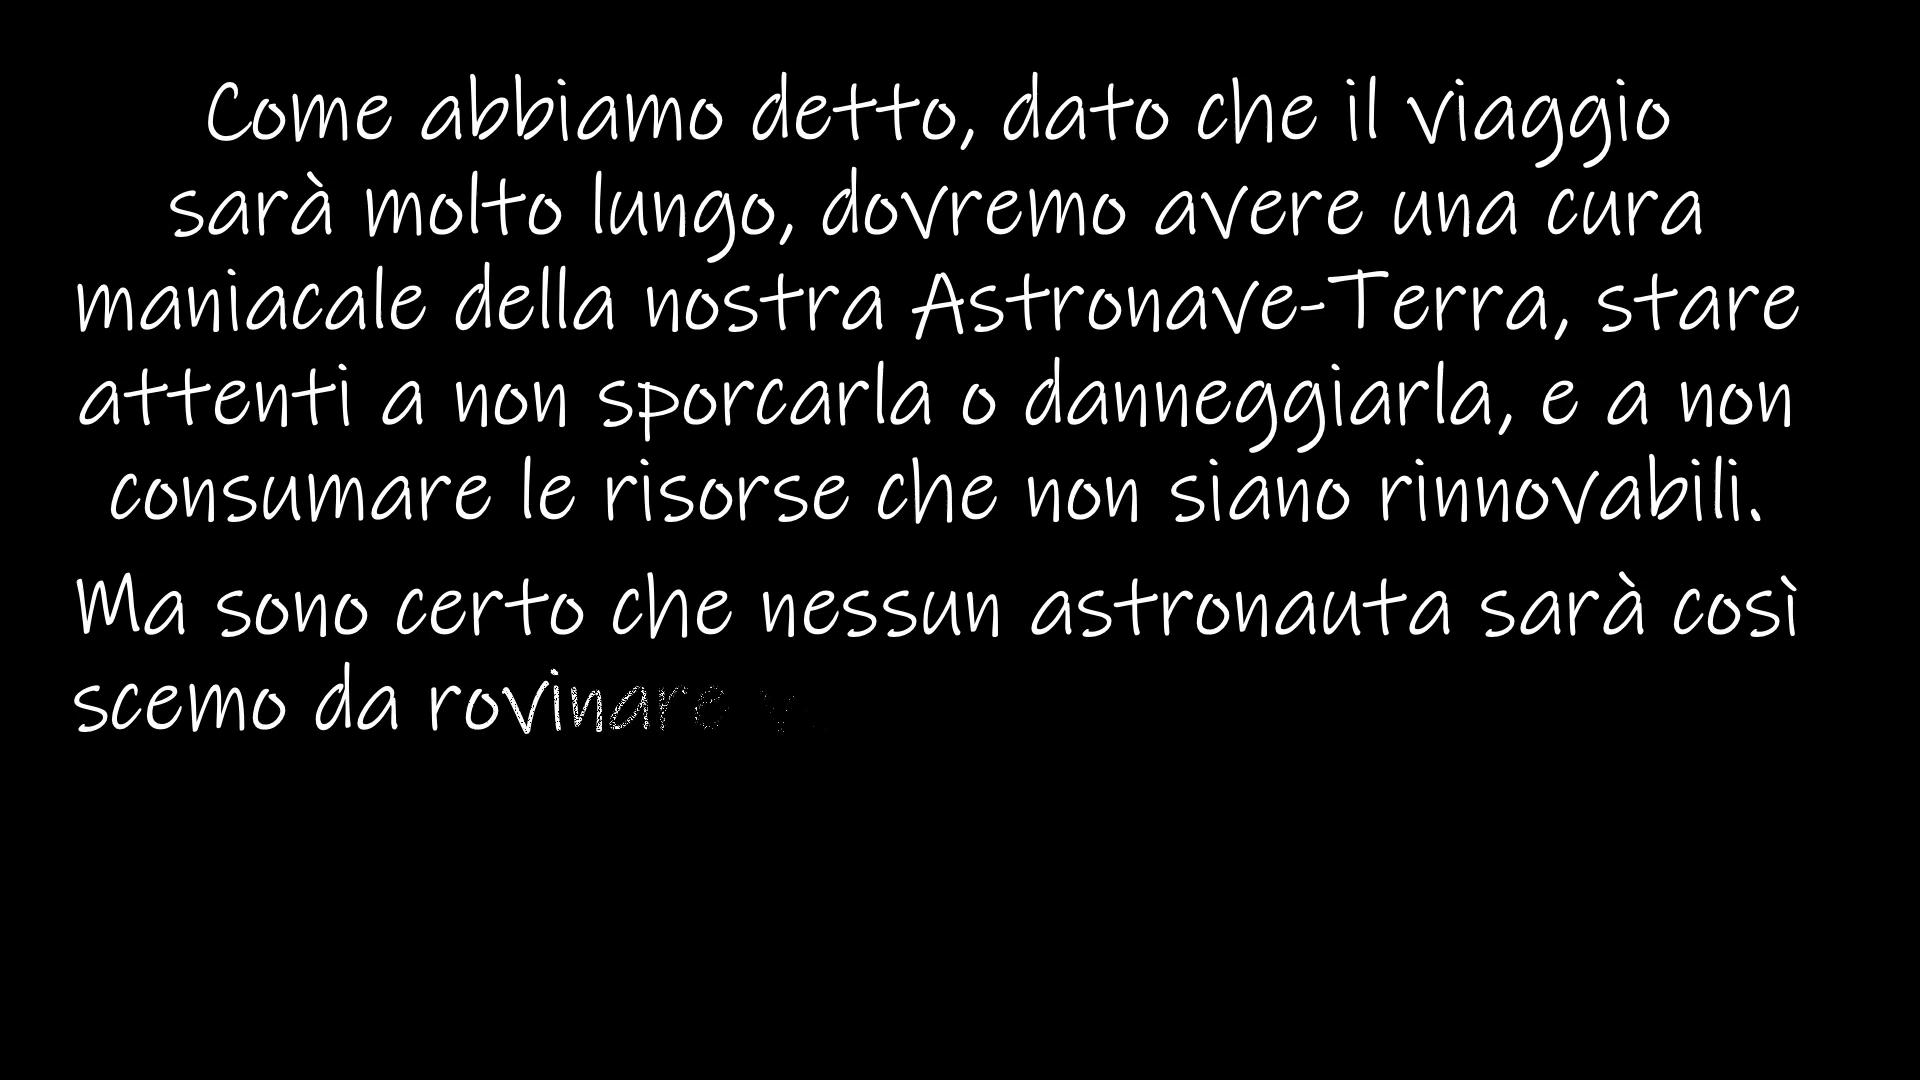 Come abbiamo detto, dato che il viaggio
sarà molto lungo, dovremo avere una cura
maniacale della nostra Astronave-Terra, stare
attenti a non sporcarla o danneggiarla, e a non
consumare le risorse che non siano rinnovabili.
Ma sono certo che nessun astronauta sarà così
scemo da rovinare